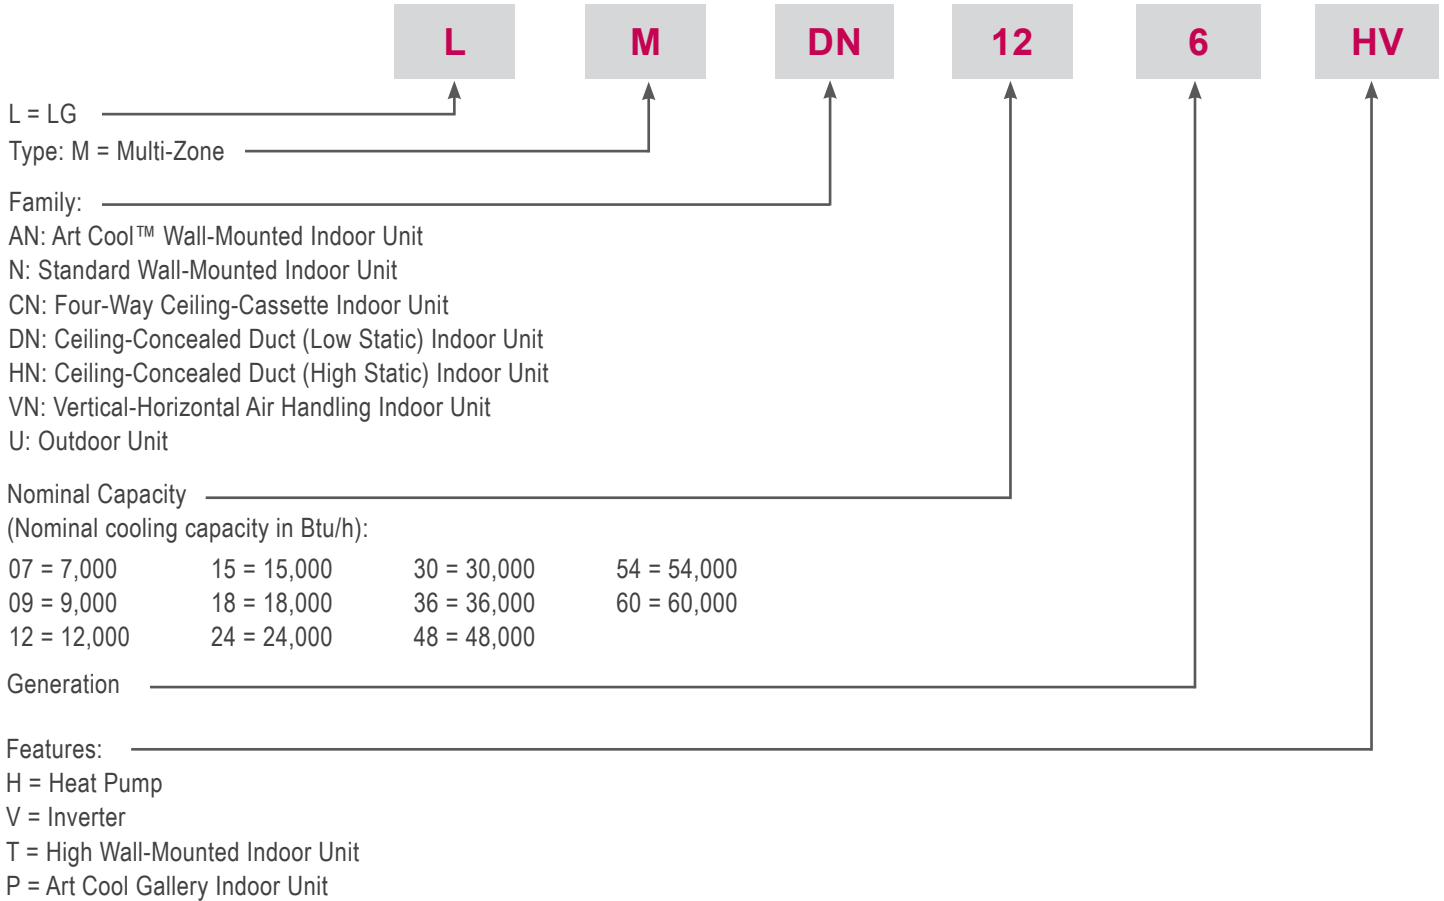 L M DN 12 6 HV
L = LG
Type: M = Multi-Zone
Family:
AN: Art Cool™ Wall-Mounted Indoor Unit
N: Standard Wall-Mounted Indoor Unit
CN: Four-Way Ceiling-Cassette Indoor Unit
DN: Ceiling-Concealed Duct (Low Static) Indoor Unit
HN: Ceiling-Concealed Duct (High Static) Indoor Unit
VN: Vertical-Horizontal Air Handling Indoor Unit
U: Outdoor Unit
Nominal Capacity
(Nominal cooling capacity in Btu/h):
07 = 7,000 15 = 15,000 30 = 30,000 54 = 54,000
09 = 9,000 18 = 18,000 36 = 36,000 60 = 60,000
12 = 12,000 24 = 24,000 48 = 48,000
Generation
Features:
H = Heat Pump
V = Inverter
T = High Wall-Mounted Indoor Unit
P = Art Cool Gallery Indoor Unit